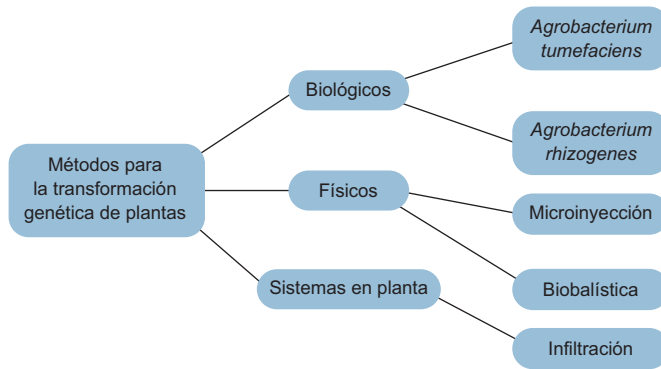 Métodos para
la transformación
genética de plantas
Biológicos
Agrobacterium
tumefaciens
Agrobacterium
rhizogenes
Físicos
Microinyección
Biobalística
Sistemas en planta
Infiltración